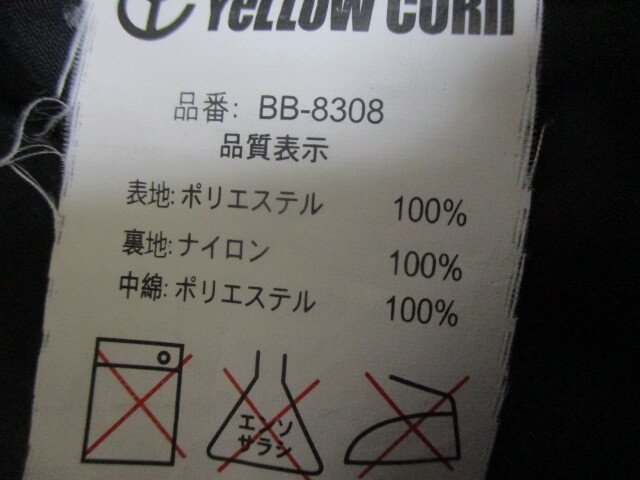 YeLLOW CORn
品番: BB-8308
品質表示
表地: ポリエステル 100%
裏地: ナイロン 100%
中綿: ポリエステル 100%
エンソ
サラシ